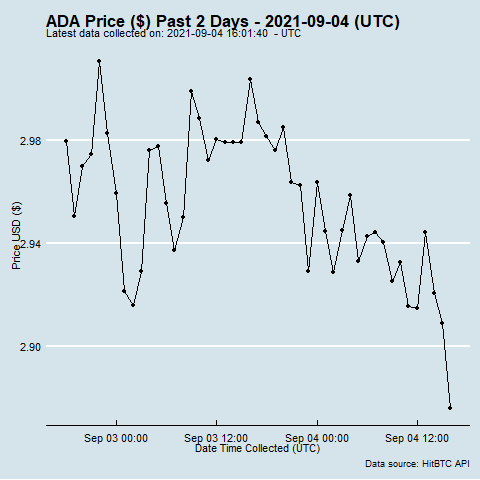 ADA Price ($) Past 2 Days - 2021-09-04 (UTC)
Latest data collected on: 2021-09-04 16:01:40 - UTC
2.98
2.94
2.90
Price USD ($)
Sep 03 00:00 Sep 03 12:00 Sep 04 00:00 Sep 04 12:00
Date Time Collected (UTC)
Data source: HitBTC API